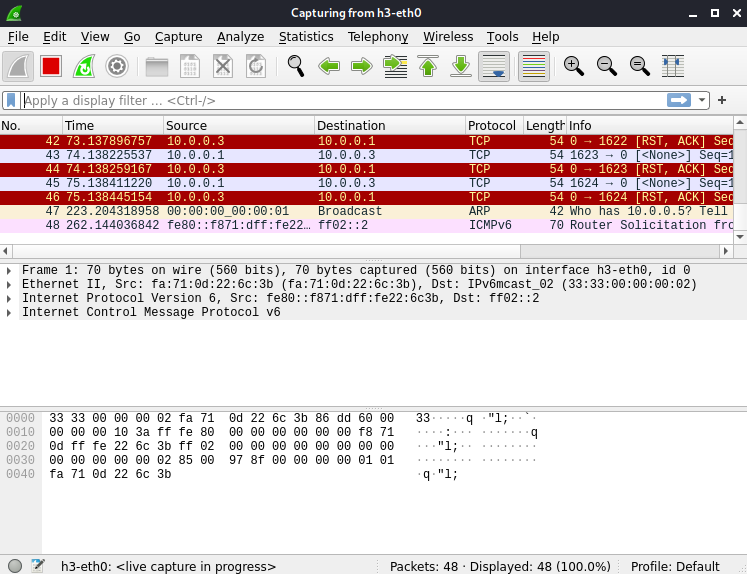 Capturing from h3-eth0
File Edit View Go Capture Analyze Statistics Telephony Wireless Tools Help
Apply a display filter … <Ctrl-/>
No. Time Source Destination Protocol Length Info
42 73.137896757 10.0.0.3 10.0.0.1 TCP 54 0 → 1622 [RST, ACK] Seq
43 74.138225537 10.0.0.1 10.0.0.3 TCP 54 1623 → 0 [<None>] Seq=1
44 74.138259167 10.0.0.3 10.0.0.1 TCP 54 0 → 1623 [RST, ACK] Seq
45 75.138411220 10.0.0.1 10.0.0.3 TCP 54 1624 → 0 [<None>] Seq=1
46 75.138445154 10.0.0.3 10.0.0.1 TCP 54 0 → 1624 [RST, ACK] Seq
47 223.204318958 00:00:00_00:00:01 Broadcast ARP 42 Who has 10.0.0.5? Tell
48 262.144036842 fe80::f871:dff:fe22… ff02::2 ICMPv6 70 Router Solicitation fro
Frame 1: 70 bytes on wire (560 bits), 70 bytes captured (560 bits) on interface h3-eth0, id 0
Ethernet II, Src: fa:71:0d:22:6c:3b (fa:71:0d:22:6c:3b), Dst: IPv6mcast_02 (33:33:00:00:00:02)
Internet Protocol Version 6, Src: fe80::f871:dff:fe22:6c3b, Dst: ff02::2
Internet Control Message Protocol v6
0000 33 33 00 00 00 02 fa 71 0d 22 6c 3b 86 dd 60 00 33·····q ·"l;··`·
0010 00 00 00 10 3a ff fe 80 00 00 00 00 00 00 f8 71 ····:··· ·······q
0020 0d ff fe 22 6c 3b ff 02 00 00 00 00 00 00 00 00 ···"l;·· ········
0030 00 00 00 00 00 02 85 00 97 8f 00 00 00 00 01 01 ········ ········
0040 fa 71 0d 22 6c 3b ·q·"l;
h3-eth0: <live capture in progress> Packets: 48 · Displayed: 48 (100.0%) Profile: Default